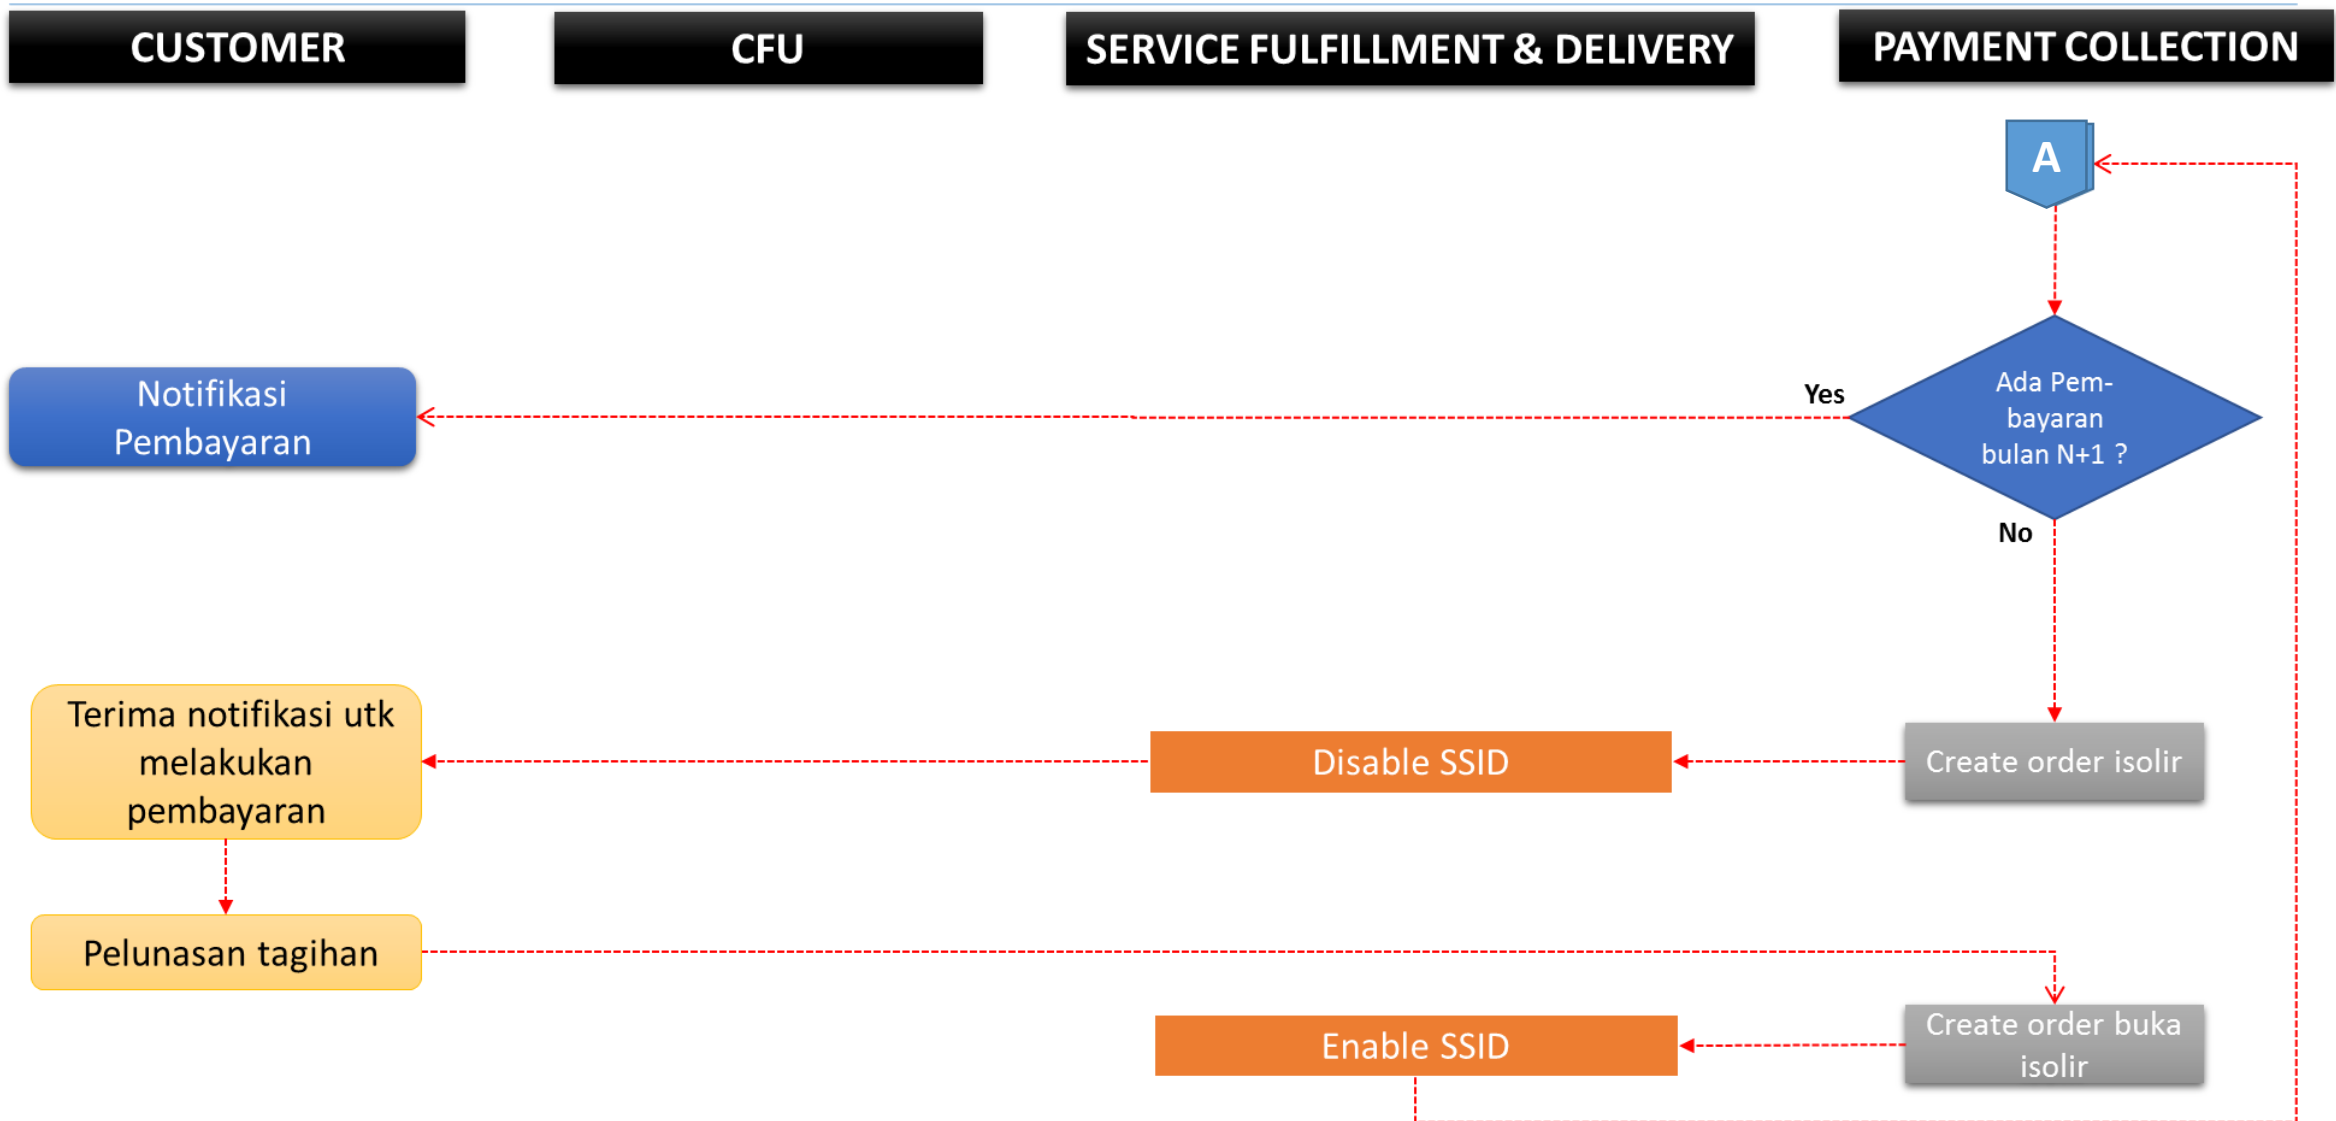 CUSTOMER
CFU
SERVICE FULFILLMENT & DELIVERY
PAYMENT COLLECTION
A
Yes
Ada Pem-
bayaran
bulan N+1 ?
Notifikasi
Pembayaran
No
Terima notifikasi utk
melakukan
pembayaran
Disable SSID
Create order isolir
Pelunasan tagihan
Enable SSID
Create order buka
isolir